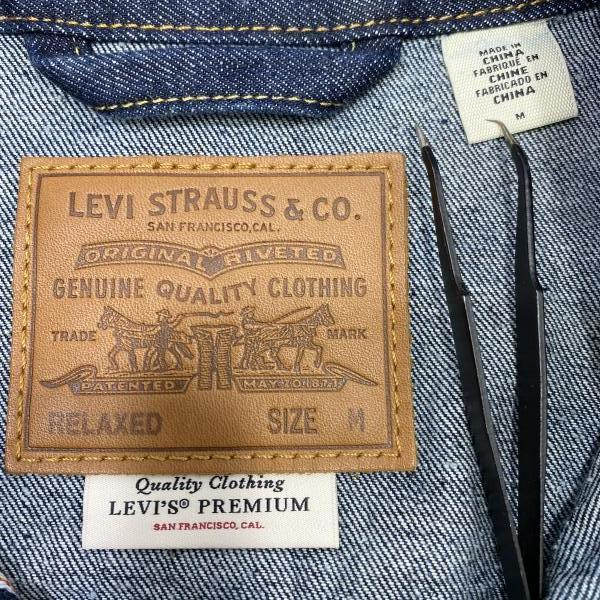 MADE IN
CHINA
FABRIQUÉ EN
CHINE
FABRICADO EN
CHINA
M
LEVI STRAUSS & CO.
SAN FRANCISCO, CAL.
ORIGINAL RIVETED
GENUINE QUALITY CLOTHING
TRADE MARK
PATENTED MAY 20 1873
RELAXED SIZE M
Quality Clothing
LEVI'S® PREMIUM
SAN FRANCISCO, CAL.